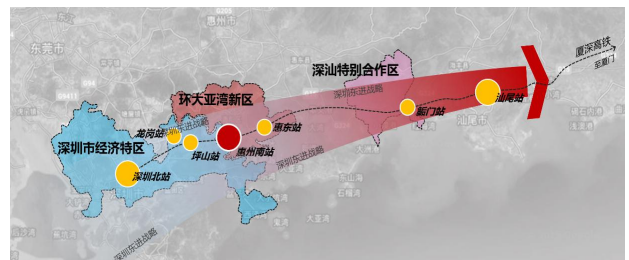 惠州市
东莞市
厦深高铁
至厦门
深汕特别合作区
环大亚湾新区
汕尾站
鲘门站
汕尾市
龙岗站
深圳东进战略
惠东站
深圳市经济特区
坪山站
惠州南站
深圳东进战略
深圳北站
大亚湾
深圳东进战略